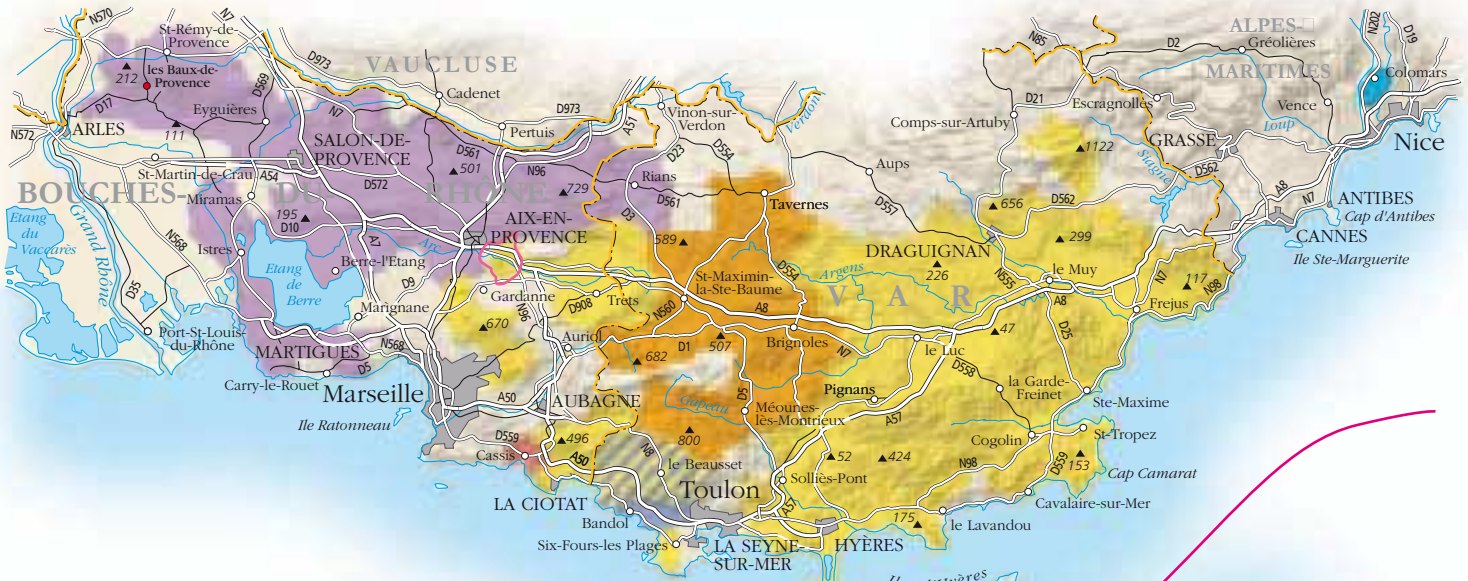 N570
N7
St-Rémy-de-
Provence
D973
VAUCLUSE
N85
ALPES-
MARITIMES
D2
Gréolières
N202
D19
Colomars
212
les Baux-de-
Provence
D569
Cadenet
D973
A51
Vinon-sur-
Verdon
Verdon
D21
Escragnolles
Vence
Loup
D17
Eyguières
N7
Pertuis
Comps-sur-Artuby
GRASSE
Nice
N572
ARLES
111
SALON-DE-
PROVENCE
D561
501
D23
D554
Aups
1122
Siagne
D562
St-Martin-de-Crau
A54
D572
N96
729
Rians
D561
A8
N7
ANTIBES
Cap d'Antibes
BOUCHES-DU
RHÔNE
Miramas
195
D10
AIX-EN-
PROVENCE
D3
Tavernes
D557
656
D562
CANNES
Ile Ste-Marguerite
Etang
du
Vaccarès
Grand Rhône
N568
Istres
A7
Arc
589
DRAUGUIGNAN
299
Berre-l'Etang
Etang
de
Berre
D9
St-Maximin-
la-Ste-Baume
D554
Argens
226
N555
le Muy
N7
117
N98
D35
Gardanne
D908
Trets
VAR
A8
Frejus
Marignane
N96
N560
A8
D25
Port-St-Louis-
du-Rhône
670
Auriol
D1
507
Brignoles
N7
47
le Luc
MARTIGUES
N568
D5
682
D558
Carry-le-Rouet
Marseille
A50
AUBAGNE
Gapeau
D5
Méounes-
lès-Montrieux
Pignans
la Garde-
Freinet
Ste-Maxime
Ile Ratonneau
A57
D559
Cassis
496
A50
800
N8
52
424
Cogolin
St-Tropez
le Beausset
N98
D559
153
Cap Camarat
Toulon
Solliès-Pont
LA CIOTAT
A57
Cavalaire-sur-Mer
Bandol
175
le Lavandou
Six-Fours-les Plages
LA SEYNE-
SUR-MER
HYÈRES